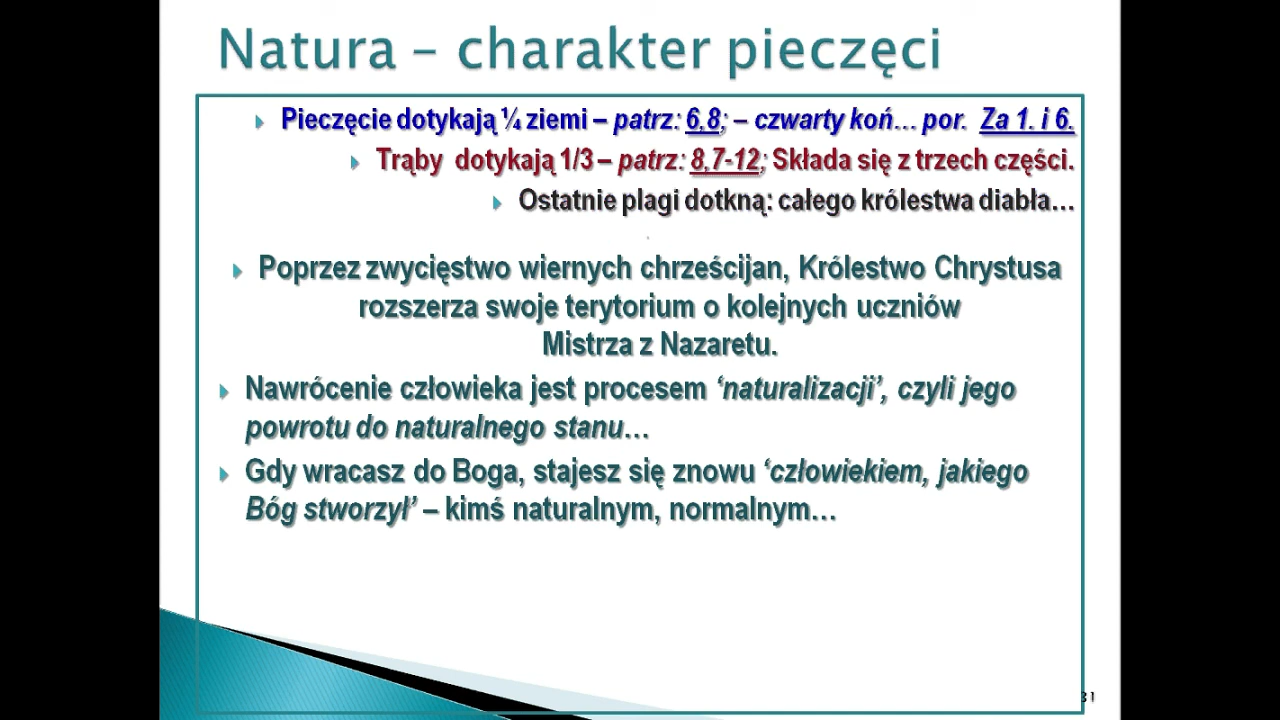 Natura – charakter pieczęci
Pieczęcie dotykają ¼ ziemi – patrz: 6,8; – czwarty koń… por. Za 1. i 6.
Trąby dotykają 1/3 – patrz: 8,7-12; Składa się z trzech części.
Ostatnie plagi dotkną: całego królestwa diabła…
Poprzez zwycięstwo wiernych chrześcijan, Królestwo Chrystusa
rozszerza swoje terytorium o kolejnych uczniów
Mistrza z Nazaretu.
Nawrócenie człowieka jest procesem ‘naturalizacji’, czyli jego
powrotu do naturalnego stanu…
Gdy wracasz do Boga, stajesz się znowu ‘człowiekiem, jakiego
Bóg stworzył’ – kimś naturalnym, normalnym…
31